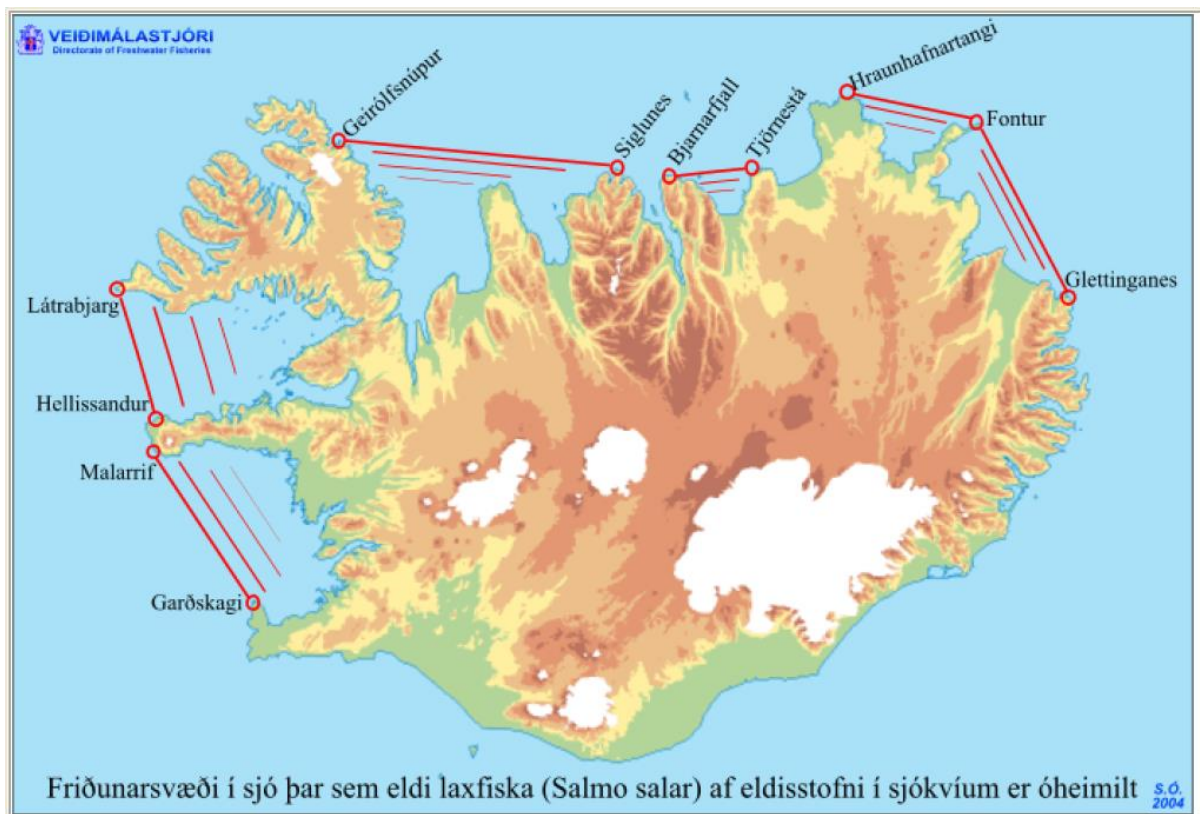 VEIÐIMÁLASTJÓRI
Directorate of Freshwater Fisheries
Hraunhafnartangi
Geirólfsnúpur
Siglunes
Bjarnarfjall
Tjörnestá
Fontur
Látrabjarg
Glettinganes
Hellissandur
Malarrif
Garðskagi
Friðunarsvæði í sjó þar sem eldi laxfiska (Salmo salar) af eldisstofni í sjókvíum er óheimilt
S.Ó.
2004